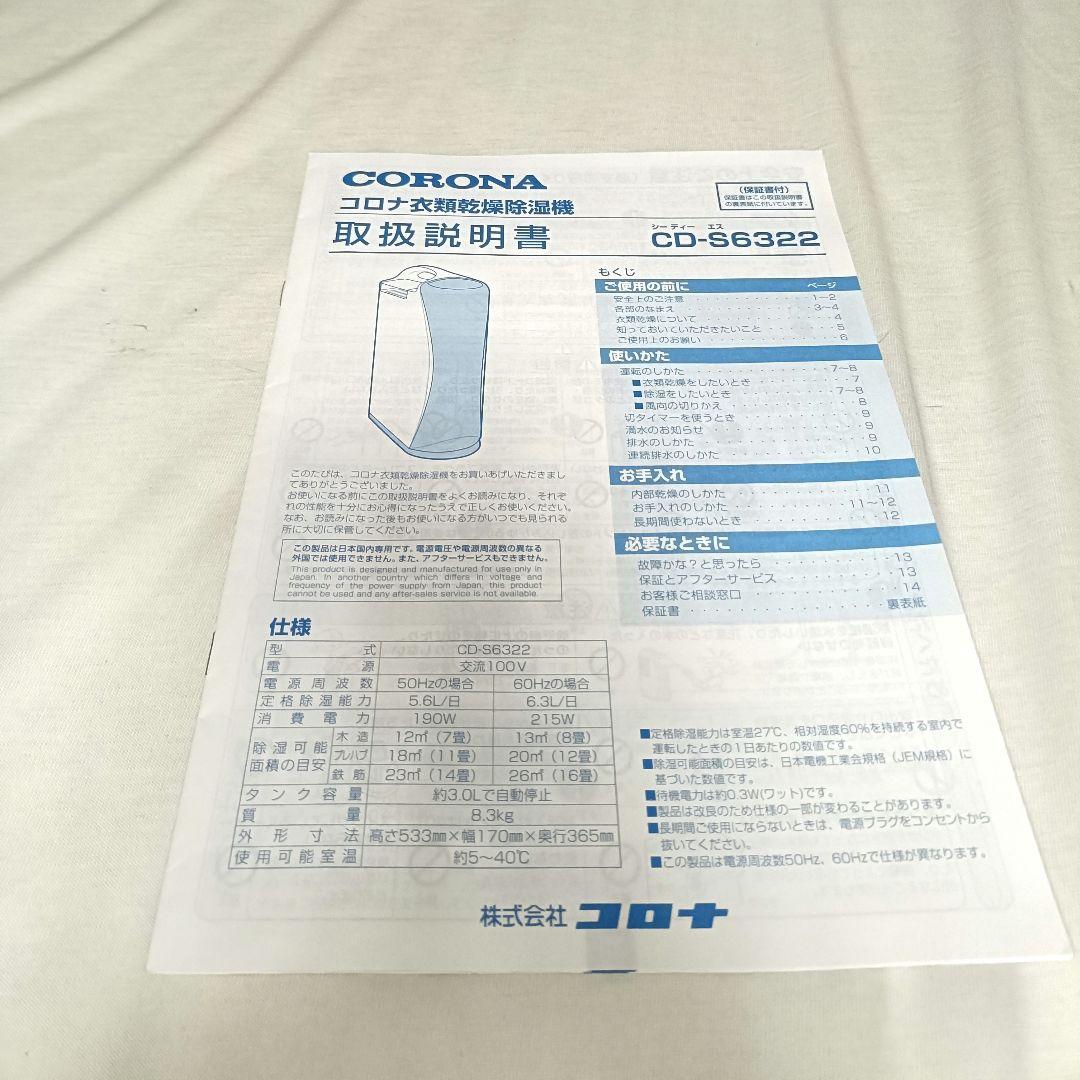 CORONA
コロナ衣類乾燥除湿機
取扱説明書
(保証書付)
保証書はこの取扱説明書
の裏表紙に付いています。
シーディー エス
CD-S6322
もくじ
ご使用の前に ページ
安全上のご注意 1~2
各部のなまえ 3~4
衣類乾燥について 4
知っておいていただきたいこと 5
ご使用上のお願い 6
使いかた
運転のしかた 7~8
■衣類乾燥をしたいとき 7
■除湿をしたいとき 7~8
■風向の切りかえ 8
切タイマーを使うとき 9
満水のお知らせ 9
排水のしかた 9
連続排水のしかた 10
お手入れ
内部乾燥のしかた 11
お手入れのしかた 11~12
長期間使わないとき 12
必要なときに
故障かな?と思ったら 13
保証とアフターサービス 13
お客様ご相談窓口 14
保証書 裏表紙
このたびは、コロナ衣類乾燥除湿機をお買いあげいただきまし
てありがとうございました。
お使いになる前にこの取扱説明書をよくお読みになり、それぞ
れの性能を十分にお心得になったうえで正しくお使いください。
なお、お読みになった後もお使いになる方がいつでも見られる
所に大切に保管してください。
この製品は日本国内専用です。電源電圧や電源周波数の異なる
外国では使用できません。また、アフターサービスもできません。
This product is designed and manufactured for use only in
Japan. In another country which differs in voltage and
frequency of the power supply from Japan, this product
cannot be used and any after-sales service is not available.
仕様
型式 CD-S6322
電源 交流100V
電源周波数 50Hzの場合 60Hzの場合
定格除湿能力 5.6L/日 6.3L/日
消費電力 190W 215W
除湿可能面積の目安 木造 12㎡(7畳) 13㎡(8畳)
プレハブ 18㎡(11畳) 20㎡(12畳)
鉄筋 23㎡(14畳) 26㎡(16畳)
タンク容量 約3.0Lで自動停止
質量 8.3kg
外形寸法 高さ533mm×幅170mm×奥行365mm
使用可能室温 約5~40℃
■定格除湿能力は室温27℃、相対湿度60%を持続する室内で
運転したときの1日あたりの数値です。
■除湿可能面積の目安は、日本電機工業会規格(JEM規格)に
基づいた数値です。
■待機電力は約0.3W(ワット)です。
■製品は改良のため仕様の一部が変わることがあります。
■長期間ご使用にならないときは、電源プラグをコンセントから
抜いてください。
■この製品は電源周波数50Hz、60Hzで仕様が異なります。
株式会社 コロナ